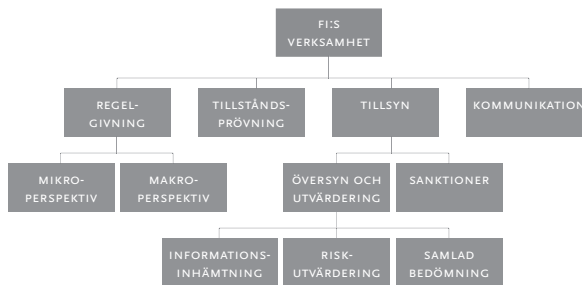 FI:S
VERKSAMHET
REGEL-
GIVNING
TILLSTÅNDS-
PRÖVNING
TILLSYN
KOMMUNIKATION
MIKRO-
PERSPEKTIV
MAKRO-
PERSPEKTIV
ÖVERSYN OCH
UTVÄRDERING
SANKTIONER
INFORMATIONS-
INHÄMTNING
RISK-
UTVÄRDERING
SAMLAD
BEDÖMNING